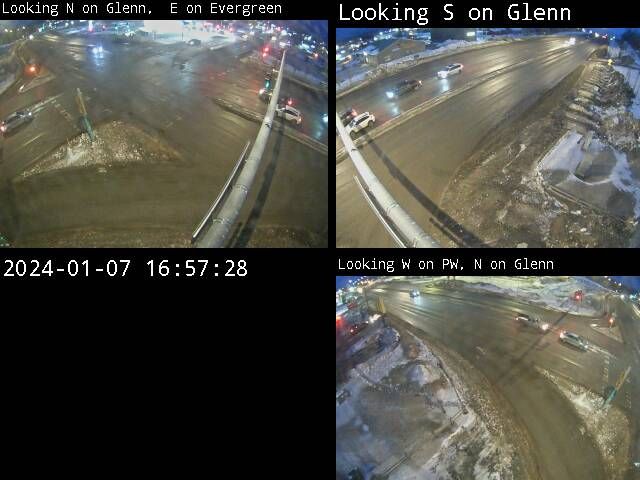 Looking N on Glenn, E on Evergreen
Looking S on Glenn
2024-01-07 16:57:28
Looking W on PW, N on Glenn